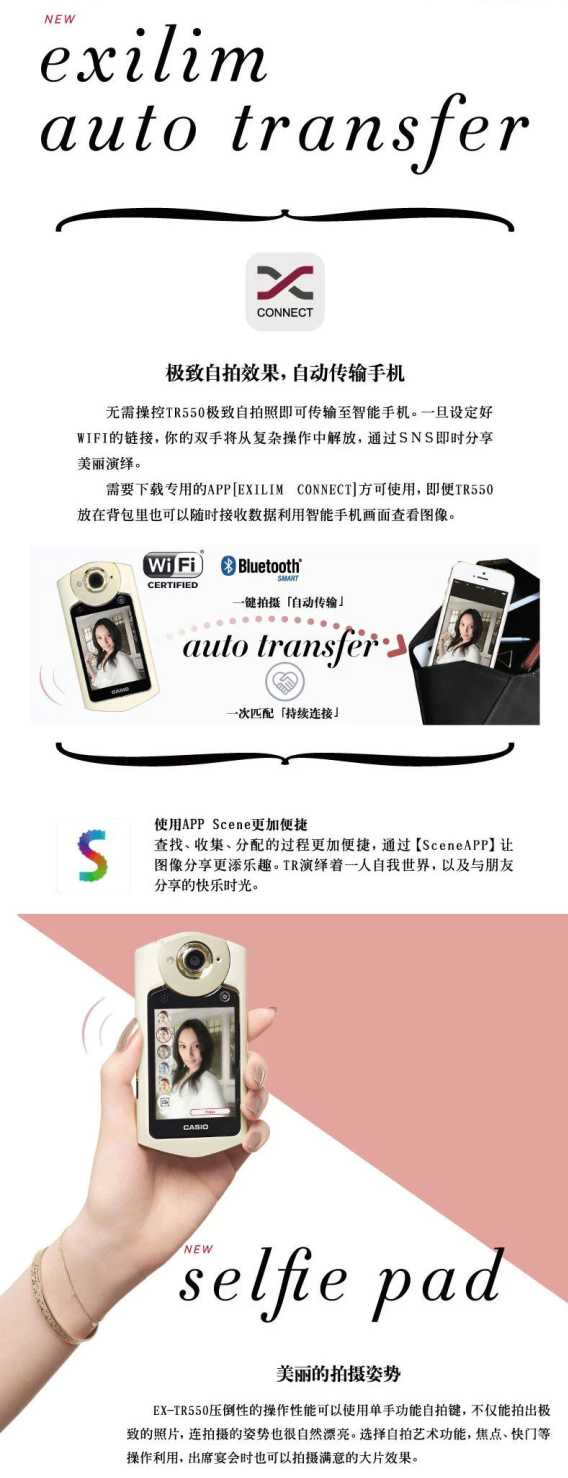 NEW
exilim
auto transfer
CONNECT
极致自拍效果,自动传输手机
无需操控TR550极致自拍照即可传输至智能手机。一旦设定好
WIFI的链接,你的双手将从复杂操作中解放,通过SNS即时分享
美丽演绎。
需要下载专用的APP[EXILIM CONNECT]方可使用,即便TR550
放在背包里也可以随时接收数据利用智能手机画面查看图像。
Wi Fi
CERTIFIED
Bluetooth
SMART
一键拍摄「自动传输」
auto transfer
CASIO
一次匹配「持续连接」
使用APP Scene更加便捷
查找、收集、分配的过程更加便捷,通过【SceneAPP】让
图像分享更添乐趣。TR演绎着一人自我世界,以及与朋友
分享的快乐时光。
CASIO
NEW
selfie pad
美丽的拍摄姿势
EX-TR550压倒性的操作性能可以使用单手功能自拍键,不仅能拍出极
致的照片,连拍摄的姿势也很自然漂亮。选择自拍艺术功能,焦点、快门等
操作利用,出席宴会时也可以拍摄满意的大片效果。